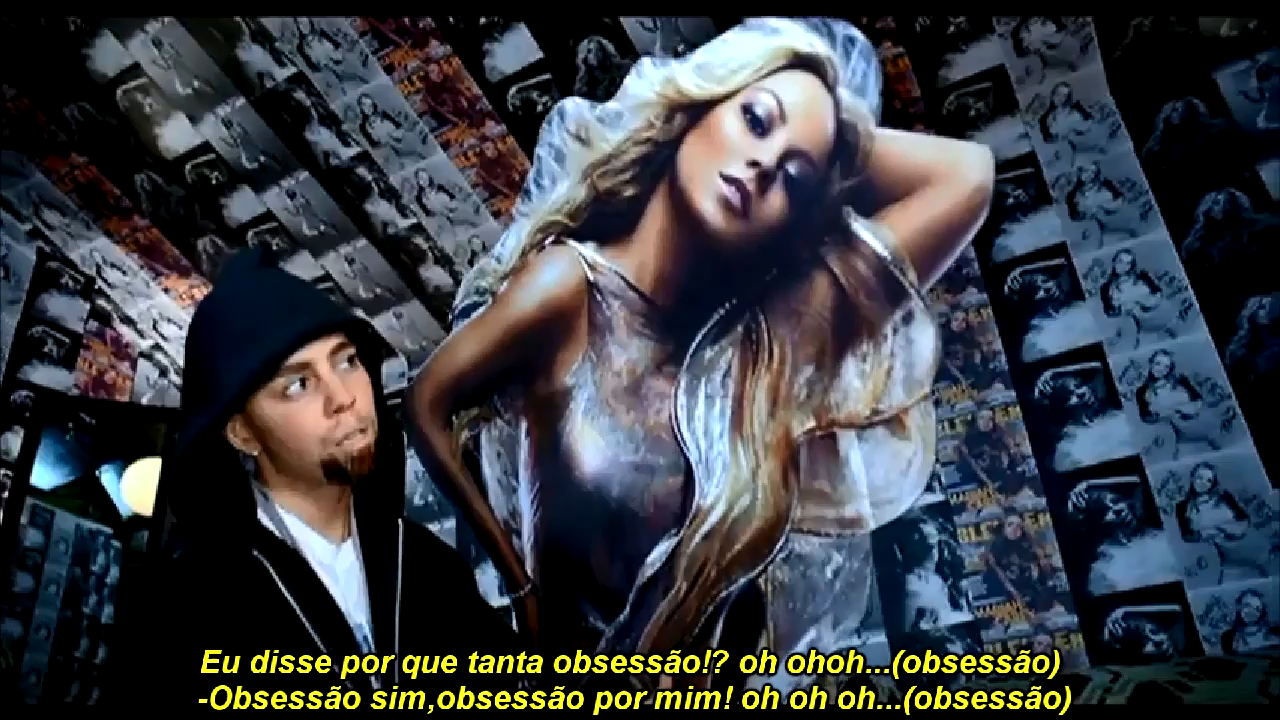 Eu disse por que tanta obsessão!? oh ohoh...(obsessão)
-Obsessão sim,obsessão por mim! oh oh oh...(obsessão)